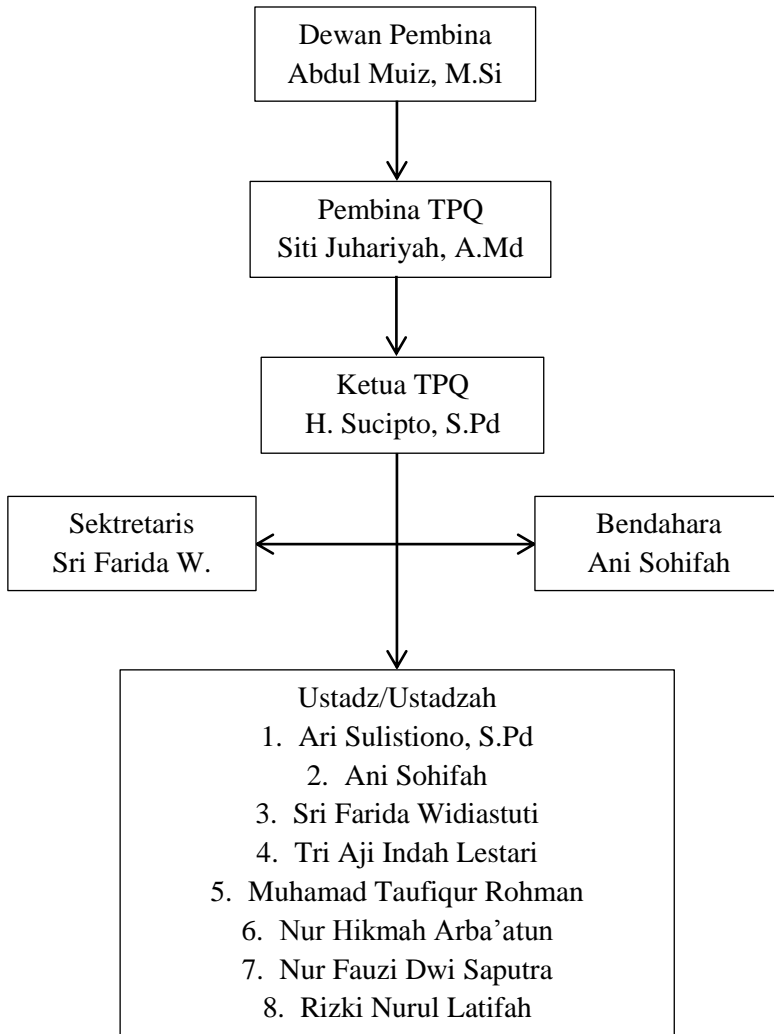 Dewan Pembina
Abdul Muiz, M.Si
Pembina TPQ
Siti Juhariyah, A.Md
Ketua TPQ
H. Sucipto, S.Pd
Sektretaris
Sri Farida W.
Bendahara
Ani Sohifah
Ustadz/Ustadzah
1. Ari Sulistiono, S.Pd
2. Ani Sohifah
3. Sri Farida Widiastuti
4. Tri Aji Indah Lestari
5. Muhamad Taufiqur Rohman
6. Nur Hikmah Arba’atun
7. Nur Fauzi Dwi Saputra
8. Rizki Nurul Latifah